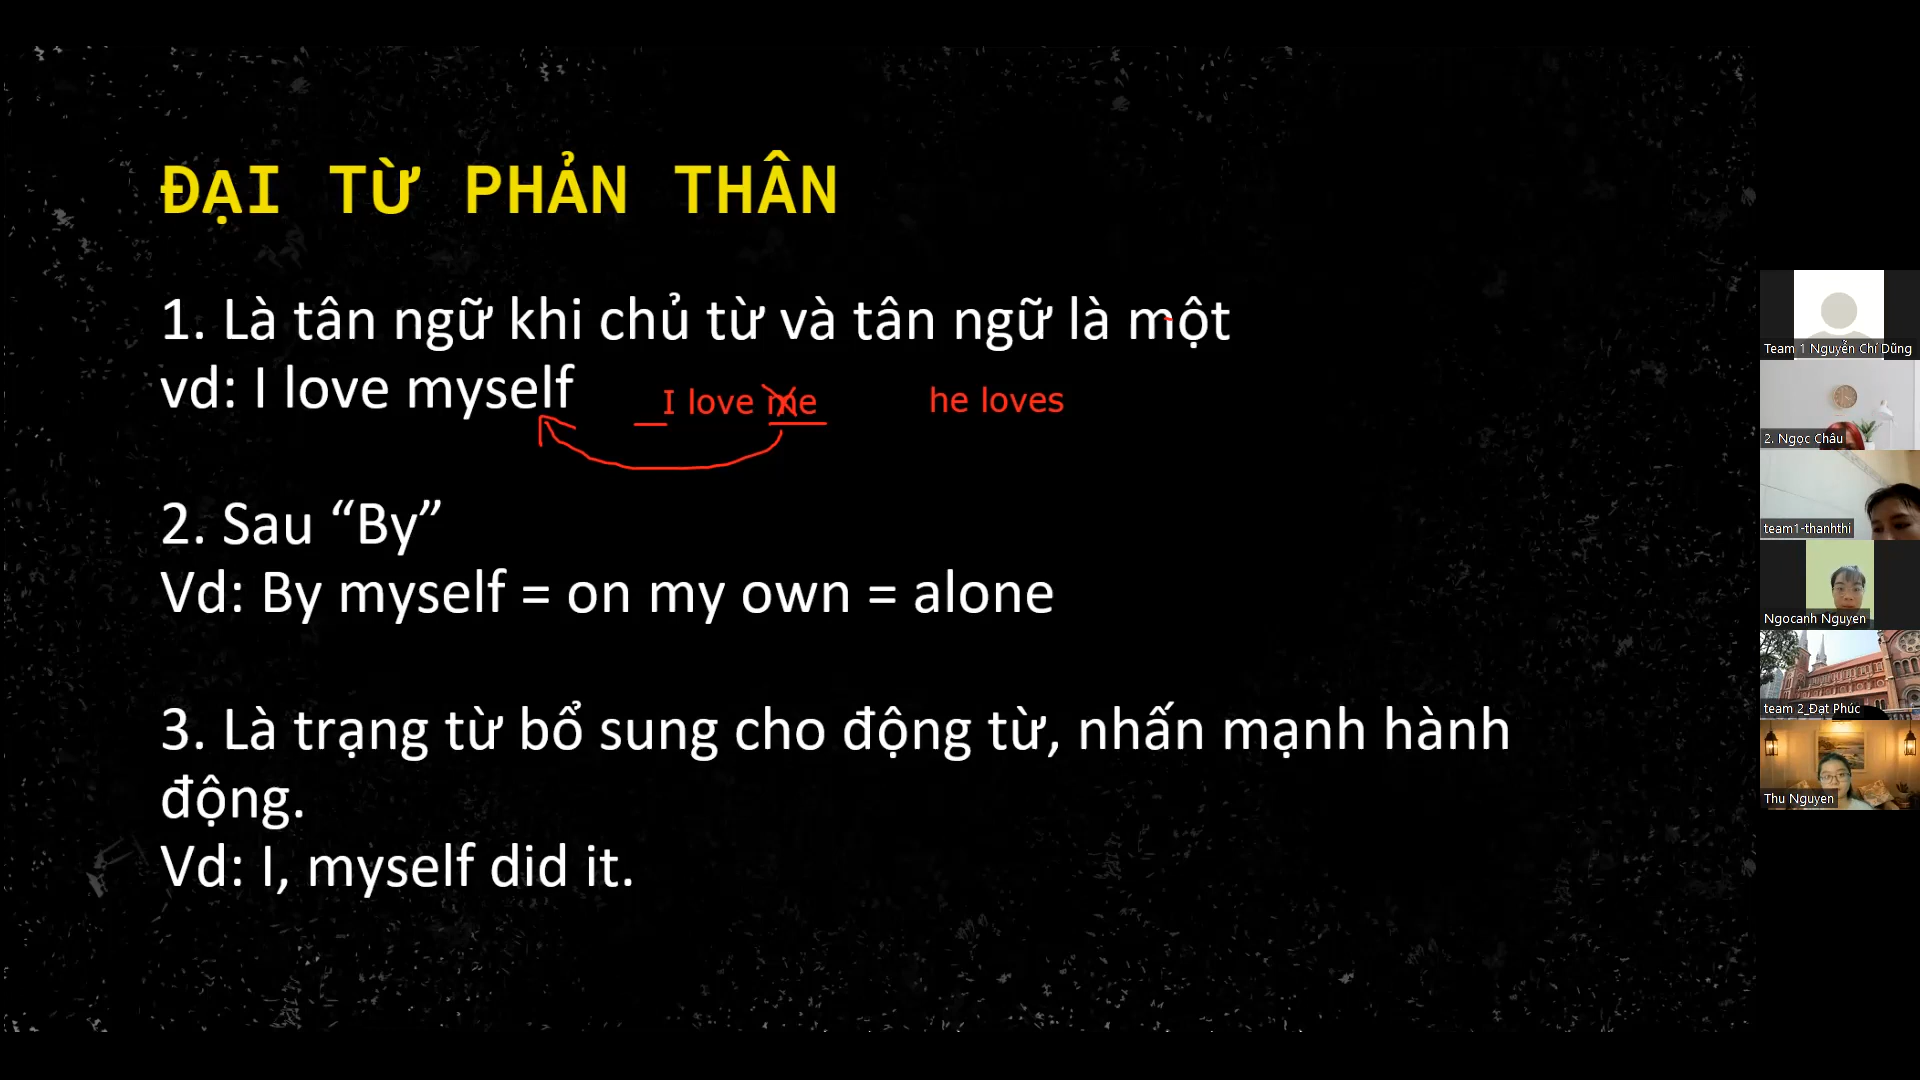 ĐẠI TỪ PHẢN THÂN
1. Là tân ngữ khi chủ từ và tân ngữ là một
vd: I love myself
I love me
he loves
2. Sau “By”
Vd: By myself = on my own = alone
3. Là trạng từ bổ sung cho động từ, nhấn mạnh hành
động.
Vd: I, myself did it.
Team 1 Nguyễn Chí Dũng
2. Ngọc Châu
team1-thanhthi
Ngocanh Nguyen
team 2_Đạt Phúc
Thu Nguyen